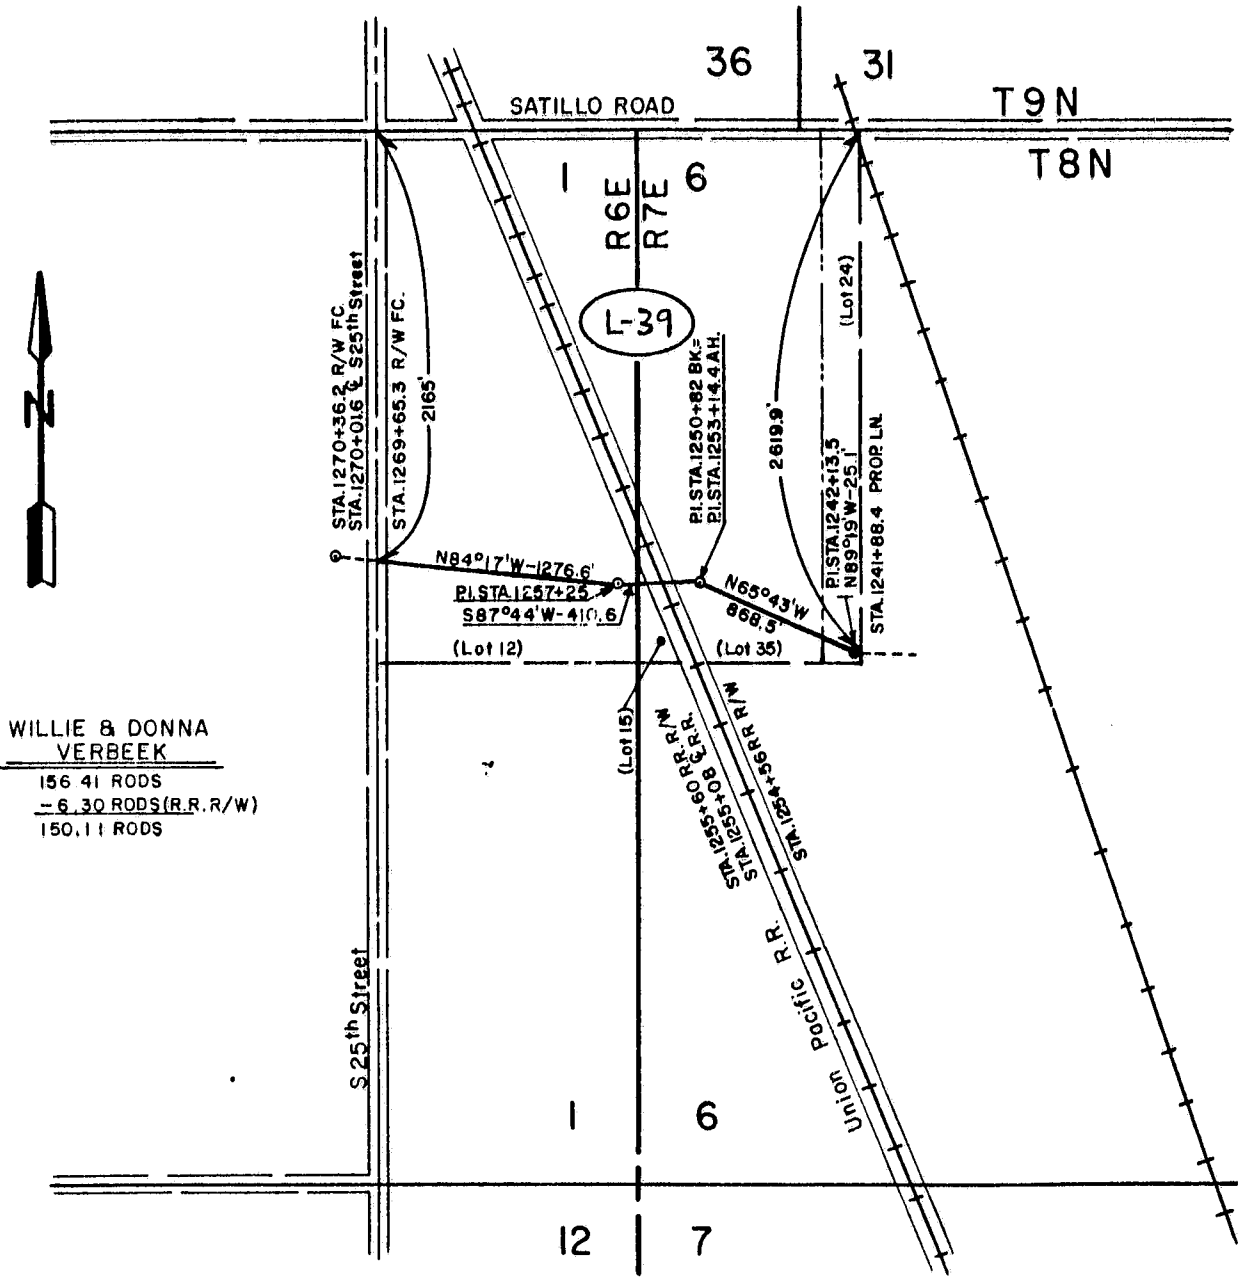 36
31
SATILLO ROAD
T9N
T8N
1
6
R6E
R7E
L-39
N
STA.1270+36.2 R/W FC.
STA.1270+01.6 ℄ S25th Street
STA.1269+65.3 R/W FC.
2165'
P.I.STA.1250+82 BK.=
P.I.STA.1253+14.4 AH.
2619.9'
(Lot 24)
P.I.STA.1242+13.5
N89°19'W-25.1'
STA.1241+88.4 PROP. LN.
N84°17'W-1276.6'
P.I.STA.1257+25
S87°44'W-410.6
N65°43'W
868.5'
(Lot 12)
(Lot 35)
(Lot 15)
STA.1255+60 R.R. R/W
STA.1255+08 ℄ R.R.
STA.1254+56 RR R/W
WILLIE & DONNA
VERBEEK
156.41 RODS
-6.30 RODS (R.R. R/W)
150.11 RODS
S 25th Street
Union Pacific R.R.
1
6
12
7